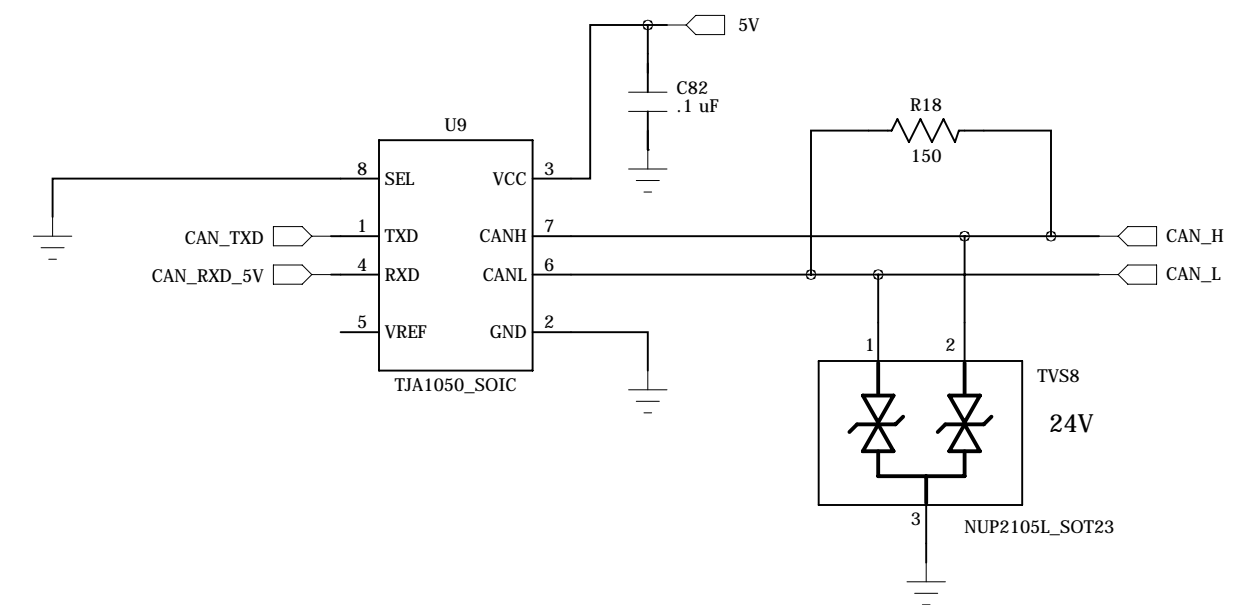 5V
C82
.1 uF
R18
150
U9
8
SEL
VCC
3
CAN_TXD
1
TXD
CANH
7
CAN_H
CAN_RXD_5V
4
RXD
CANL
6
CAN_L
5
VREF
GND
2
TJA1050_SOIC
1
2
TVS8
24V
3
NUP2105L_SOT23